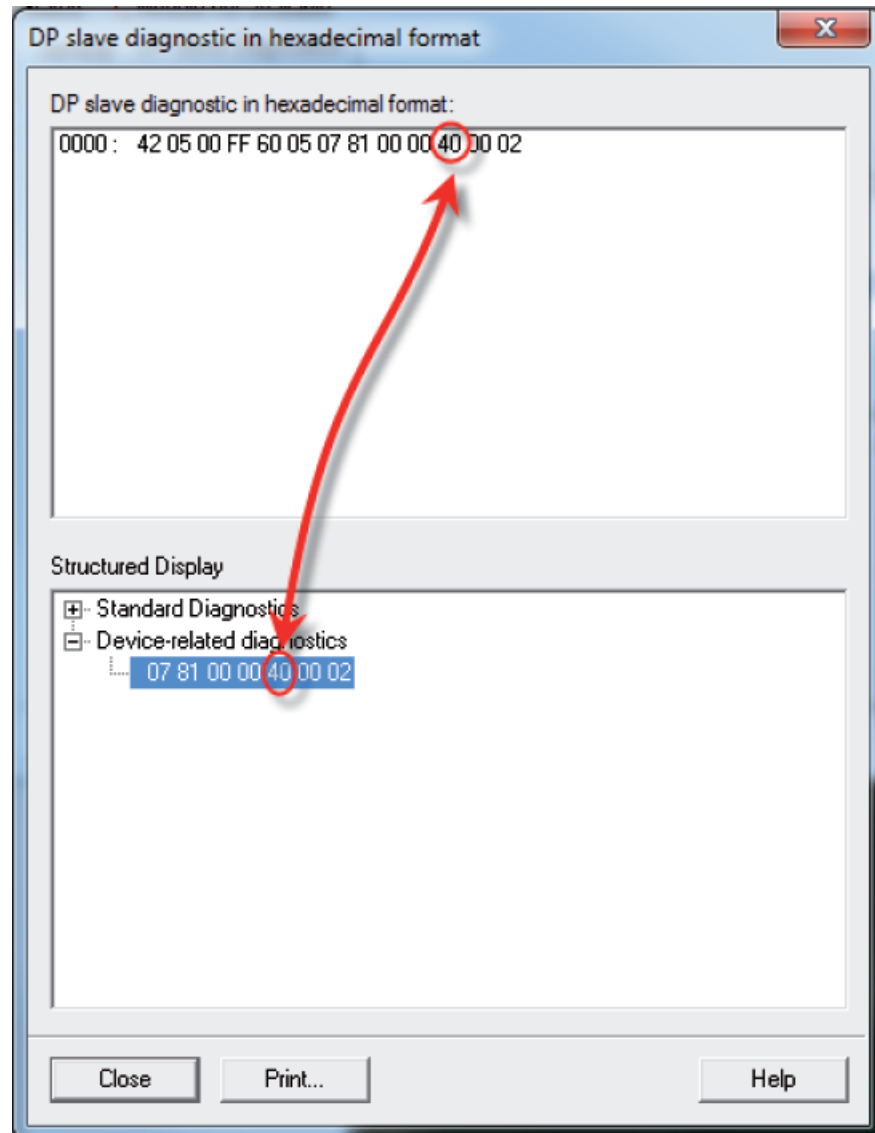 DP slave diagnostic in hexadecimal format
DP slave diagnostic in hexadecimal format:
0000 : 42 05 00 FF 60 05 07 81 00 00 40 00 02
Structured Display
Standard Diagnostics
Device-related diagnostics
07 81 00 00 40 00 02
Close Print... Help